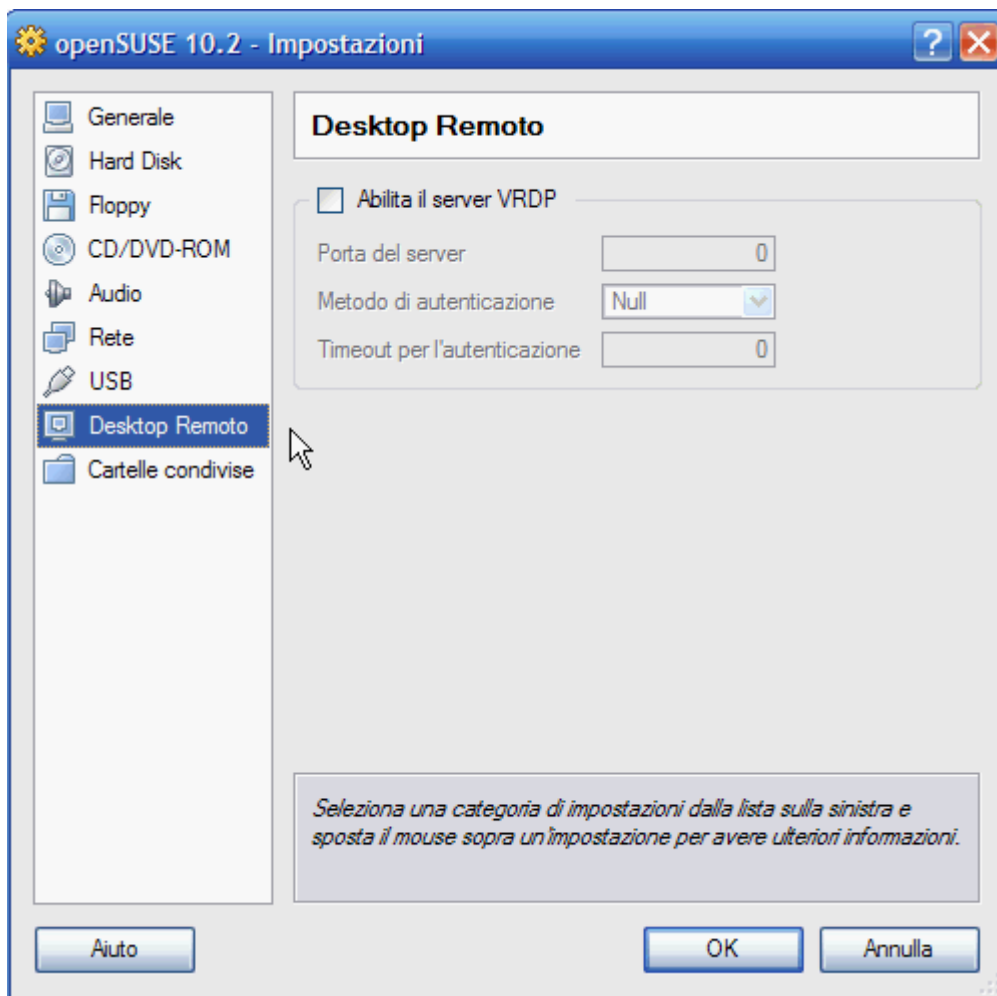 openSUSE 10.2 - Impostazioni
Generale
Hard Disk
Floppy
CD/DVD-ROM
Audio
Rete
USB
Desktop Remoto
Cartelle condivise
Desktop Remoto
Abilita il server VRDP
Porta del server 0
Metodo di autenticazione Null
Timeout per l'autenticazione 0
Seleziona una categoria di impostazioni dalla lista sulla sinistra e
sposta il mouse sopra un'impostazione per avere ulteriori informazioni.
Aiuto OK Annulla